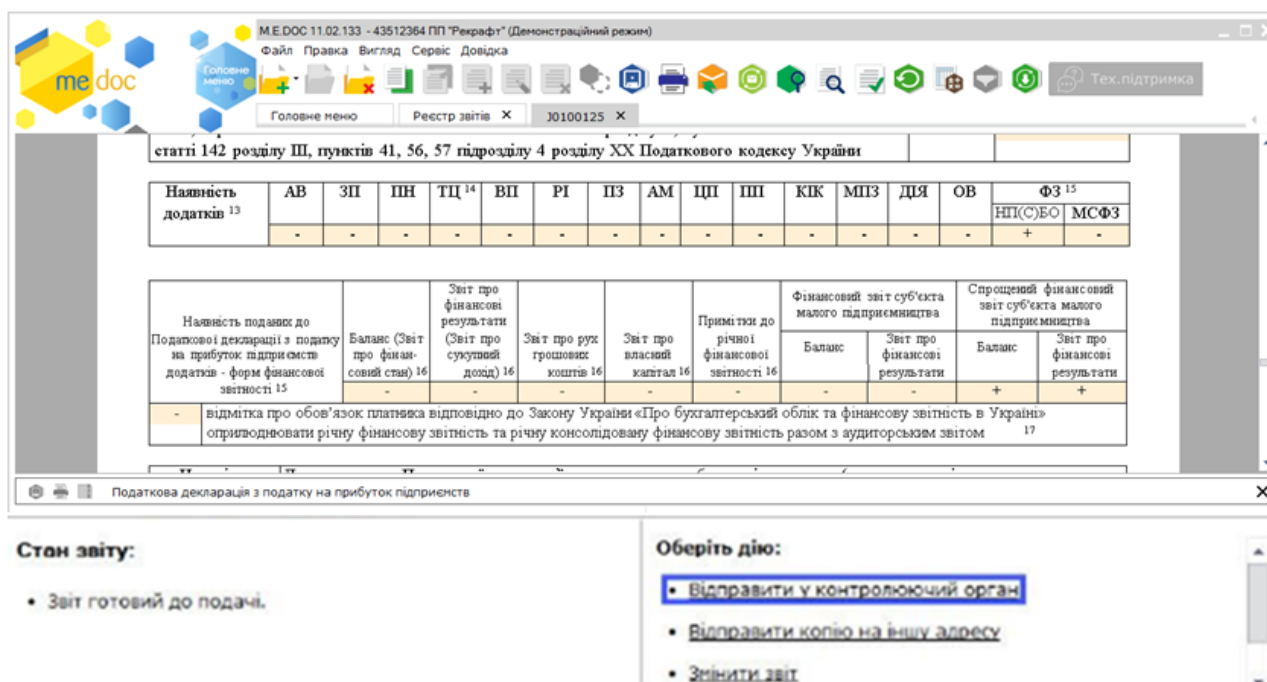 M.E.DOC 11.02.133 - 43512364 ПП "Рекрафт" (Демонстраційний режим)
Файл Правка Вигляд Сервіс Довідка
me doc
Головне меню
Тех.підтримка
Головне меню Реєстр звітів X J0100125 X
статті 142 розділу III, пунктів 41, 56, 57 підрозділу 4 розділу XX Податкового кодексу України
Наявність додатків 13 АВ ЗП ПН ТЦ 14 ВП РІ ПЗ АМ ЦП ПП КІК МПЗ ДІЯ ОВ ФЗ 15
НП(С)БО МСФЗ
- - - - - - - - - - - - - - + -
Наявність поданих до Податкової декларації з податку на прибуток підприємств додатків - форм фінансової звітності 15
Баланс (Звіт про фінан-совий стан) 16
Звіт про фінансові результати (Звіт про сукупний дохід) 16
Звіт про рух грошових коштів 16
Звіт про власний капітал 16
Примітки до річної фінансової звітності 16
Фінансовий звіт суб'єкта малого підприємництва
Баланс
Звіт про фінансові результати
Спрощений фінансовий звіт суб'єкта малого підприємництва
Баланс
Звіт про фінансові результати
- - - - - - - + +
- відмітка про обов'язок платника відповідно до Закону України «Про бухгалтерський облік та фінансову звітність в Україні»
оприлюднювати річну фінансову звітність та річну консолідовану фінансову звітність разом з аудиторським звітом 17
Податкова декларація з податку на прибуток підприємств
Стан звіту:
• Звіт готовий до подачі.
Оберіть дію:
• Відправити у контролюючий орган
• Відправити копію на іншу адресу
• Змінити звіт